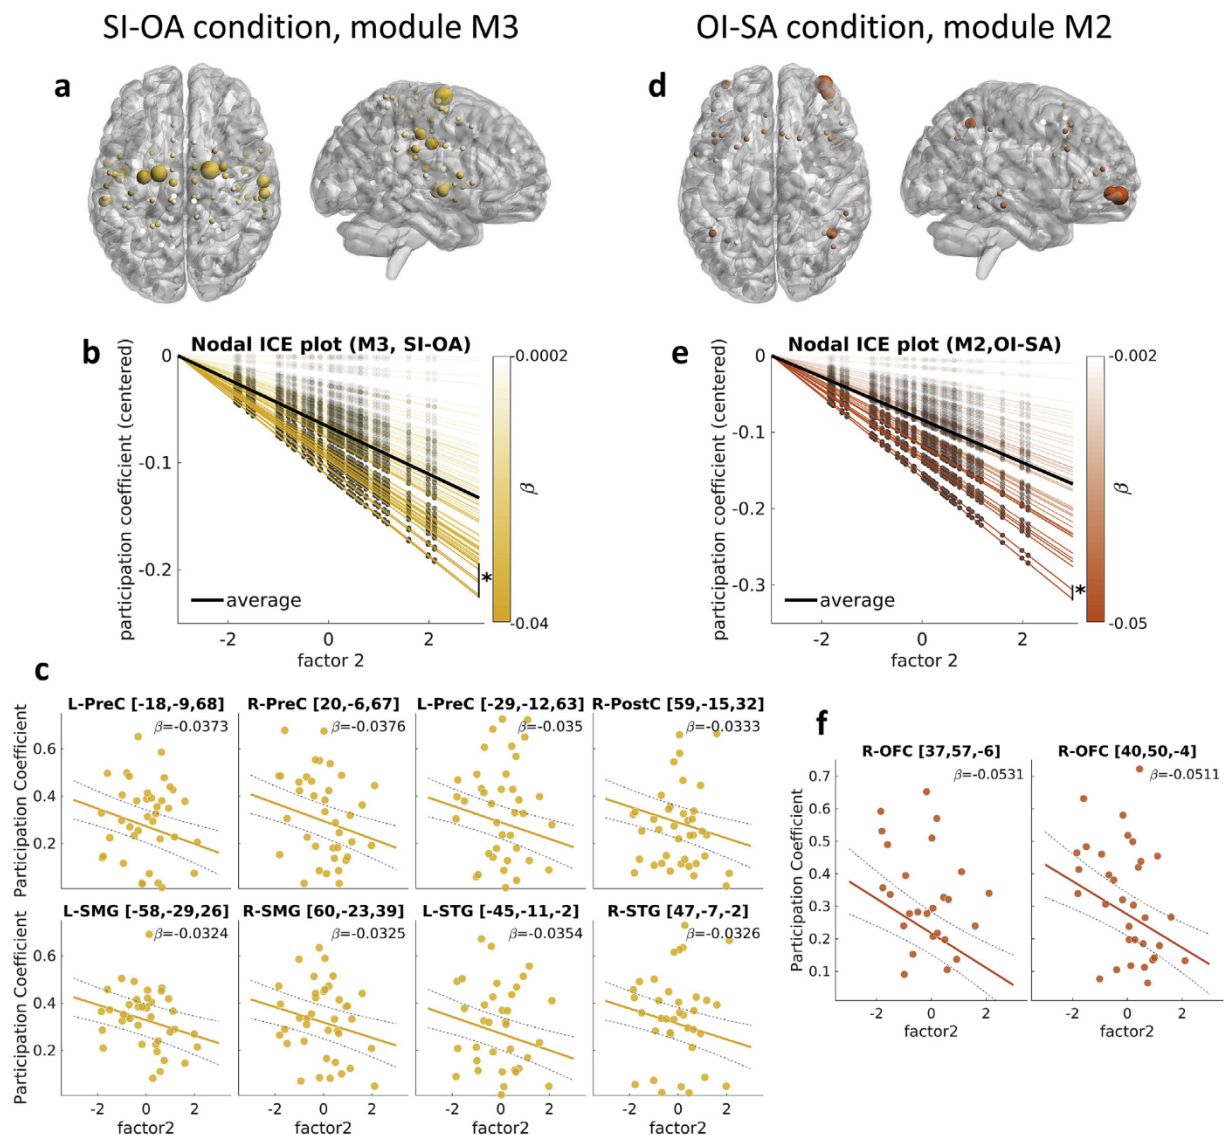 SI-OA condition, module M3
OI-SA condition, module M2
a
d
b
Nodal ICE plot (M3, SI-OA)
participation coefficient (centered)
0
-0.1
-0.2
-2
0
2
factor 2
average
*
-0.0002
β
-0.04
e
Nodal ICE plot (M2,OI-SA)
participation coefficient (centered)
0
-0.1
-0.2
-0.3
-2
0
2
factor 2
average
*
-0.002
β
-0.05
c
L-PreC [-18,-9,68]
β=-0.0373
R-PreC [20,-6,67]
β=-0.0376
L-PreC [-29,-12,63]
β=-0.035
R-PostC [59,-15,32]
β=-0.0333
Participation Coefficient
0.6
0.4
0.2
L-SMG [-58,-29,26]
β=-0.0324
R-SMG [60,-23,39]
β=-0.0325
L-STG [-45,-11,-2]
β=-0.0354
R-STG [47,-7,-2]
β=-0.0326
Participation Coefficient
0.6
0.4
0.2
-2 0 2
-2 0 2
-2 0 2
-2 0 2
factor2
factor2
factor2
factor2
f
R-OFC [37,57,-6]
β=-0.0531
R-OFC [40,50,-4]
β=-0.0511
Participation Coefficient
0.7
0.6
0.5
0.4
0.3
0.2
0.1
-2 0 2
-2 0 2
factor2
factor2